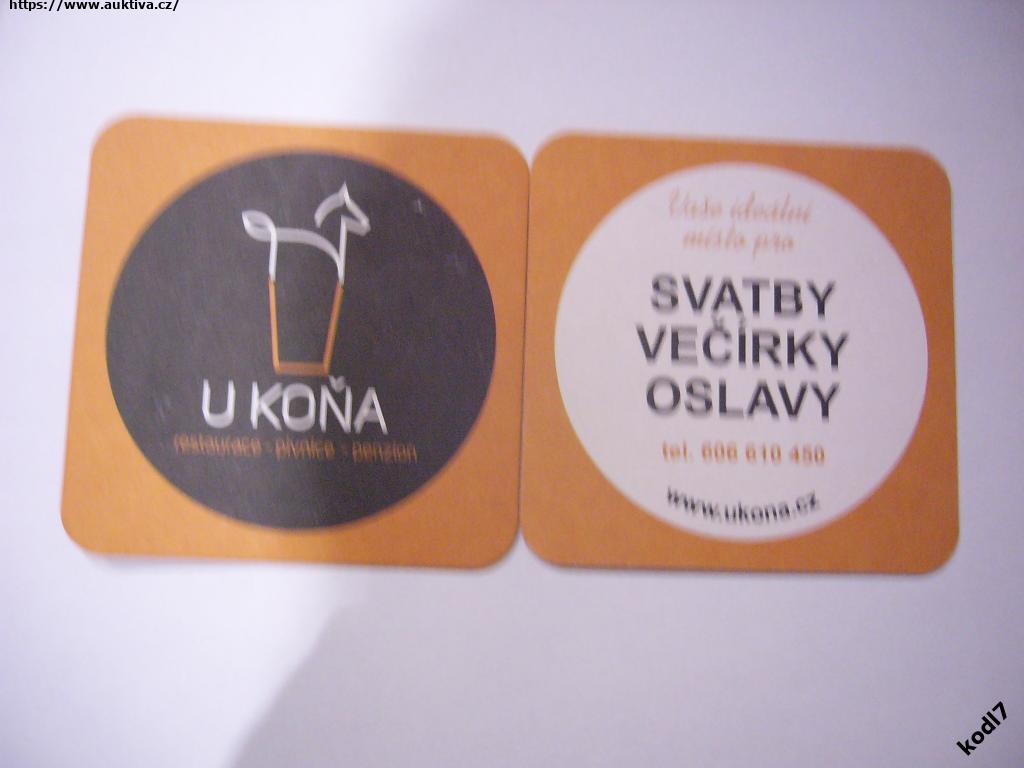 https://www.auktiva.cz/
U KOŇA
restaurace - pivnice - penzion
Vaše ideální
místo pro
SVATBY
VEČÍRKY
OSLAVY
tel. 606 610 450
www.ukona.cz
kodl7